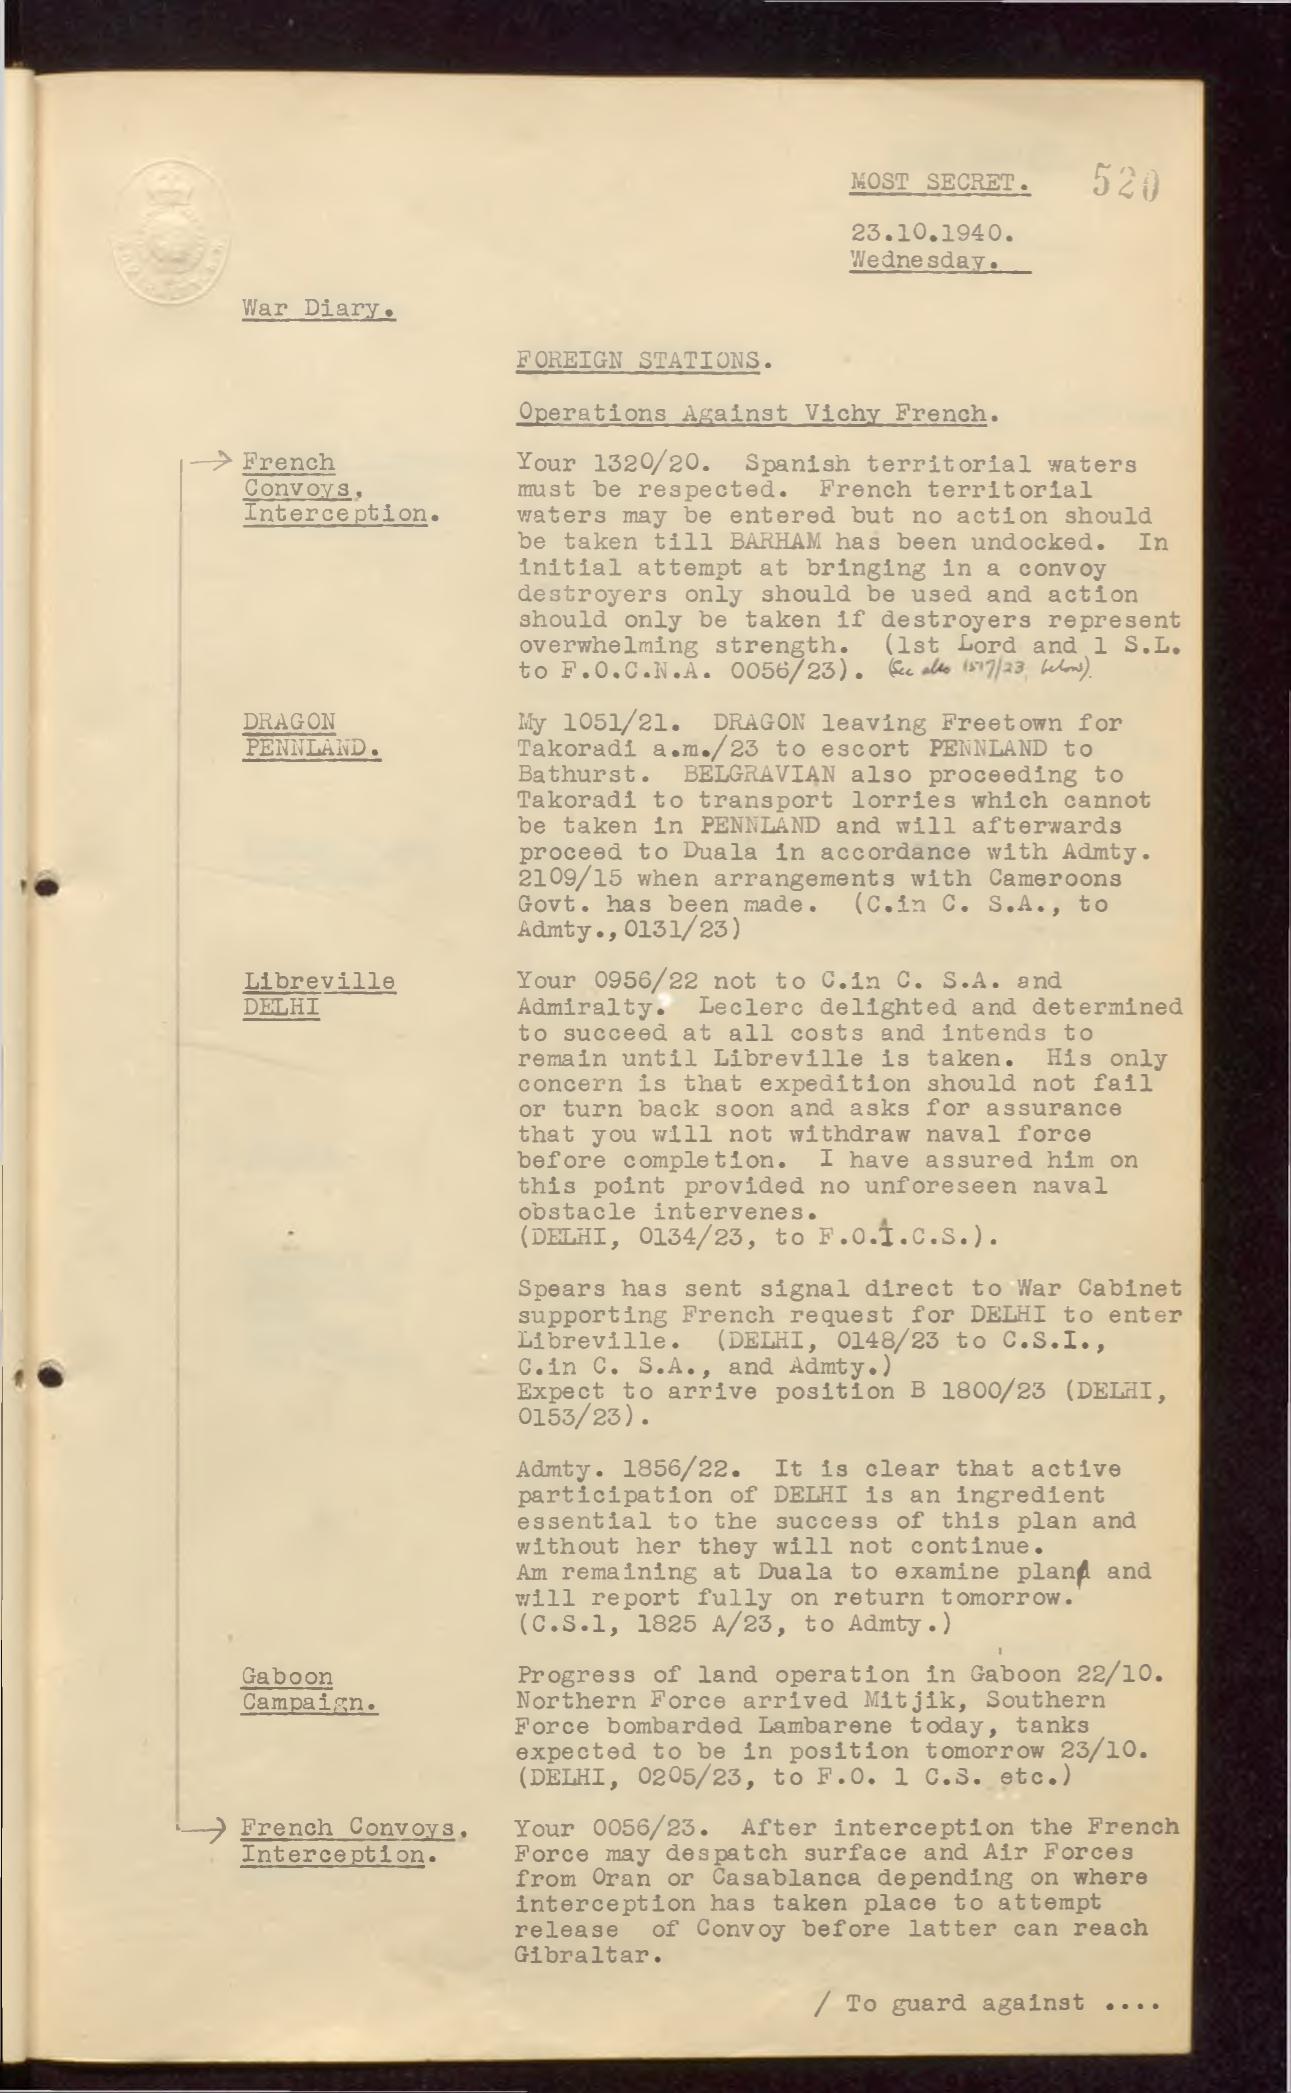 MOST SECRET.
520
23.10.1940.
Wednesday.
War Diary.
FOREIGN STATIONS.
Operations Against Vichy French.
French
Convoys,
Interception.
Your 1320/20. Spanish territorial waters
must be respected. French territorial
waters may be entered but no action should
be taken till BARHAM has been undocked. In
initial attempt at bringing in a convoy
destroyers only should be used and action
should only be taken if destroyers represent
overwhelming strength. (1st Lord and 1 S.L.
to F.O.C.N.A. 0056/23). (See also 1517/23 below).
DRAGON
PENNLAND.
My 1051/21. DRAGON leaving Freetown for
Takoradi a.m./23 to escort PENNLAND to
Bathurst. BELGRAVIAN also proceeding to
Takoradi to transport lorries which cannot
be taken in PENNLAND and will afterwards
proceed to Duala in accordance with Admty.
2109/15 when arrangements with Cameroons
Govt. has been made. (C.in C. S.A., to
Admty.,0131/23)
Libreville
DELHI
Your 0956/22 not to C.in C. S.A. and
Admiralty. Leclerc delighted and determined
to succeed at all costs and intends to
remain until Libreville is taken. His only
concern is that expedition should not fail
or turn back soon and asks for assurance
that you will not withdraw naval force
before completion. I have assured him on
this point provided no unforeseen naval
obstacle intervenes.
(DELHI, 0134/23, to F.O.1.C.S.).
Spears has sent signal direct to War Cabinet
supporting French request for DELHI to enter
Libreville. (DELHI, 0148/23 to C.S.I.,
C.in C. S.A., and Admty.)
Expect to arrive position B 1800/23 (DELHI,
0153/23).
Admty. 1856/22. It is clear that active
participation of DELHI is an ingredient
essential to the success of this plan and
without her they will not continue.
Am remaining at Duala to examine plan and
will report fully on return tomorrow.
(C.S.1, 1825 A/23, to Admty.)
Gaboon
Campaign.
Progress of land operation in Gaboon 22/10.
Northern Force arrived Mitjik, Southern
Force bombarded Lambarene today, tanks
expected to be in position tomorrow 23/10.
(DELHI, 0205/23, to F.O. 1 C.S. etc.)
French Convoys,
Interception.
Your 0056/23. After interception the French
Force may despatch surface and Air Forces
from Oran or Casablanca depending on where
interception has taken place to attempt
release of Convoy before latter can reach
Gibraltar.
/ To guard against ....